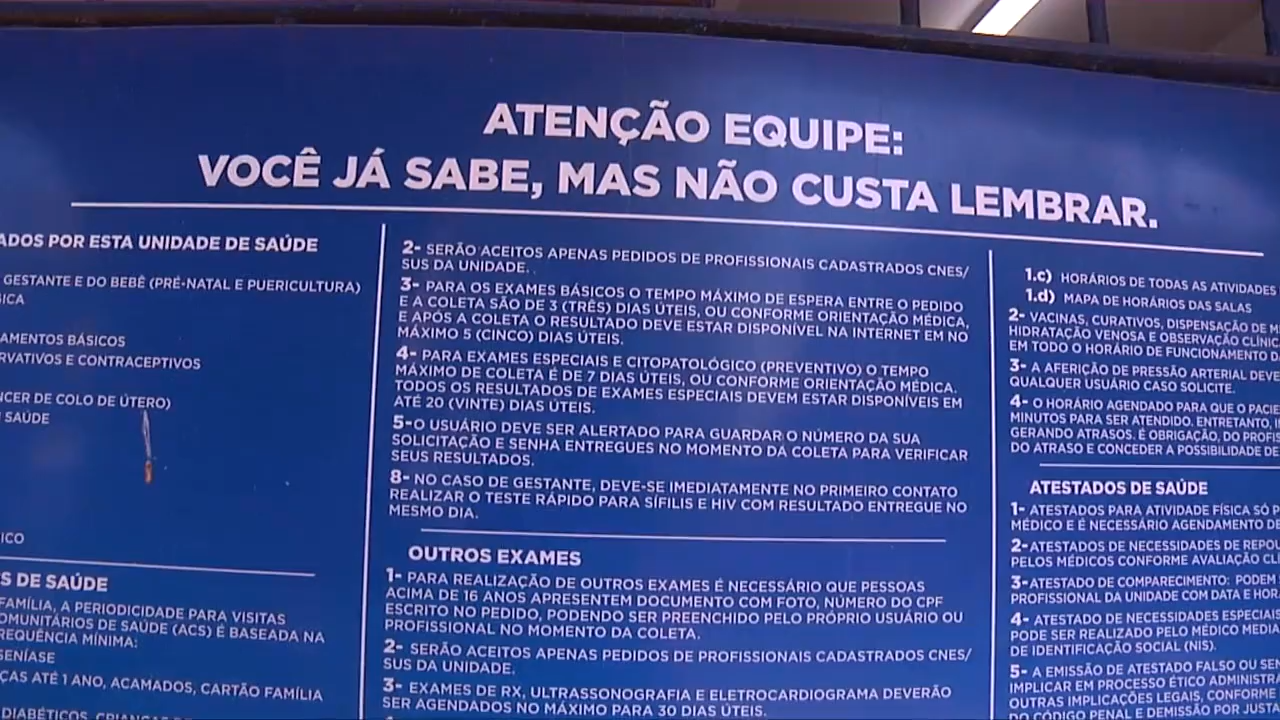 ATENÇÃO EQUIPE:
VOCÊ JÁ SABE, MAS NÃO CUSTA LEMBRAR.
ADOS POR ESTA UNIDADE DE SAÚDE
GESTANTE E DO BEBÊ (PRÉ-NATAL E PUERICULTURA)
AMENTOS BÁSICOS
RVATIVOS E CONTRACEPTIVOS
NCER DE COLO DE ÚTERO)
SAÚDE
ICO
S DE SAÚDE
FAMÍLIA, A PERIODICIDADE PARA VISITAS
OMUNITÁRIOS DE SAÚDE (ACS) É BASEADA NA
REQUÊNCIA MÍNIMA:
SENÍASE
ÇAS ATÉ 1 ANO, ACAMADOS, CARTÃO FAMÍLIA
DIABÉTICOS,
2- SERÃO ACEITOS APENAS PEDIDOS DE PROFISSIONAIS CADASTRADOS CNES/
SUS DA UNIDADE.
3- PARA OS EXAMES BÁSICOS O TEMPO MÁXIMO DE ESPERA ENTRE O PEDIDO
E A COLETA SÃO DE 3 (TRÊS) DIAS ÚTEIS, OU CONFORME ORIENTAÇÃO MÉDICA,
E APÓS A COLETA O RESULTADO DEVE ESTAR DISPONÍVEL NA INTERNET EM NO
MÁXIMO 5 (CINCO) DIAS ÚTEIS.
4- PARA EXAMES ESPECIAIS E CITOPATOLÓGICO (PREVENTIVO) O TEMPO
MÁXIMO DE COLETA É DE 7 DIAS ÚTEIS, OU CONFORME ORIENTAÇÃO MÉDICA.
TODOS OS RESULTADOS DE EXAMES ESPECIAIS DEVEM ESTAR DISPONÍVEIS EM
ATÉ 20 (VINTE) DIAS ÚTEIS.
5-O USUÁRIO DEVE SER ALERTADO PARA GUARDAR O NÚMERO DA SUA
SOLICITAÇÃO E SENHA ENTREGUES NO MOMENTO DA COLETA PARA VERIFICAR
SEUS RESULTADOS.
8- NO CASO DE GESTANTE, DEVE-SE IMEDIATAMENTE NO PRIMEIRO CONTATO
REALIZAR O TESTE RÁPIDO PARA SÍFILIS E HIV COM RESULTADO ENTREGUE NO
MESMO DIA.
OUTROS EXAMES
1- PARA REALIZAÇÃO DE OUTROS EXAMES É NECESSÁRIO QUE PESSOAS
ACIMA DE 16 ANOS APRESENTEM DOCUMENTO COM FOTO, NÚMERO DO CPF
ESCRITO NO PEDIDO, PODENDO SER PREENCHIDO PELO PRÓPRIO USUÁRIO OU
PROFISSIONAL NO MOMENTO DA COLETA.
2- SERÃO ACEITOS APENAS PEDIDOS DE PROFISSIONAIS CADASTRADOS CNES/
SUS DA UNIDADE.
3- EXAMES DE RX, ULTRASSONOGRAFIA E ELETROCARDIOGRAMA DEVERÃO
SER AGENDADOS NO MÁXIMO PARA 30 DIAS ÚTEIS.
1.c) HORÁRIOS DE TODAS AS ATIVIDADES
1.d) MAPA DE HORÁRIOS DAS SALAS
2- VACINAS, CURATIVOS, DISPENSAÇÃO DE M
HIDRATAÇÃO VENOSA E OBSERVAÇÃO CLÍNIC
EM TODO O HORÁRIO DE FUNCIONAMENTO D
3- A AFERIÇÃO DE PRESSÃO ARTERIAL DEVE
QUALQUER USUÁRIO CASO SOLICITE.
4- O HORÁRIO AGENDADO PARA QUE O PACIE
MINUTOS PARA SER ATENDIDO. ENTRETANTO, I
GERANDO ATRASOS. É OBRIGAÇÃO, DO PROFIS
DO ATRASO E CONCEDER A POSSIBILIDADE DE
ATESTADOS DE SAÚDE
1- ATESTADOS PARA ATIVIDADE FÍSICA SÓ P
MÉDICO E É NECESSÁRIO AGENDAMENTO DE
2-ATESTADOS DE NECESSIDADES DE REPOU
PELOS MÉDICOS CONFORME AVALIAÇÃO CLÍ
3-ATESTADO DE COMPARECIMENTO: PODEM
PROFISSIONAL DA UNIDADE COM DATA E HORA
4- ATESTADO DE NECESSIDADES ESPECIAIS
PODE SER REALIZADO PELO MÉDICO MEDIA
DE IDENTIFICAÇÃO SOCIAL (NIS).
5- A EMISSÃO DE ATESTADO FALSO OU SEM
IMPLICAR EM PROCESSO ÉTICO ADMINISTRA
OUTRAS IMPLICAÇÕES LEGAIS, CONFORME
DO CÓDIGO PENAL E DEMISSÃO POR JUSTA